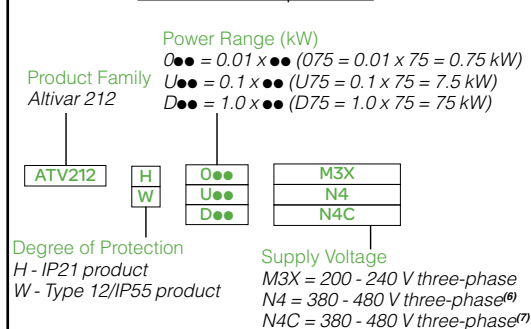 Power Range (kW)
0●● = 0.01 x ●● (075 = 0.01 x 75 = 0.75 kW)
U●● = 0.1 x ●● (U75 = 0.1 x 75 = 7.5 kW)
D●● = 1.0 x ●● (D75 = 1.0 x 75 = 75 kW)
Product Family
Altivar 212
ATV212 H 0●● M3X
W U●● N4
D●● N4C
Degree of Protection
H - IP21 product
W - Type 12/IP55 product
Supply Voltage
M3X = 200 - 240 V three-phase
N4 = 380 - 480 V three-phase(6)
N4C = 380 - 480 V three-phase(7)